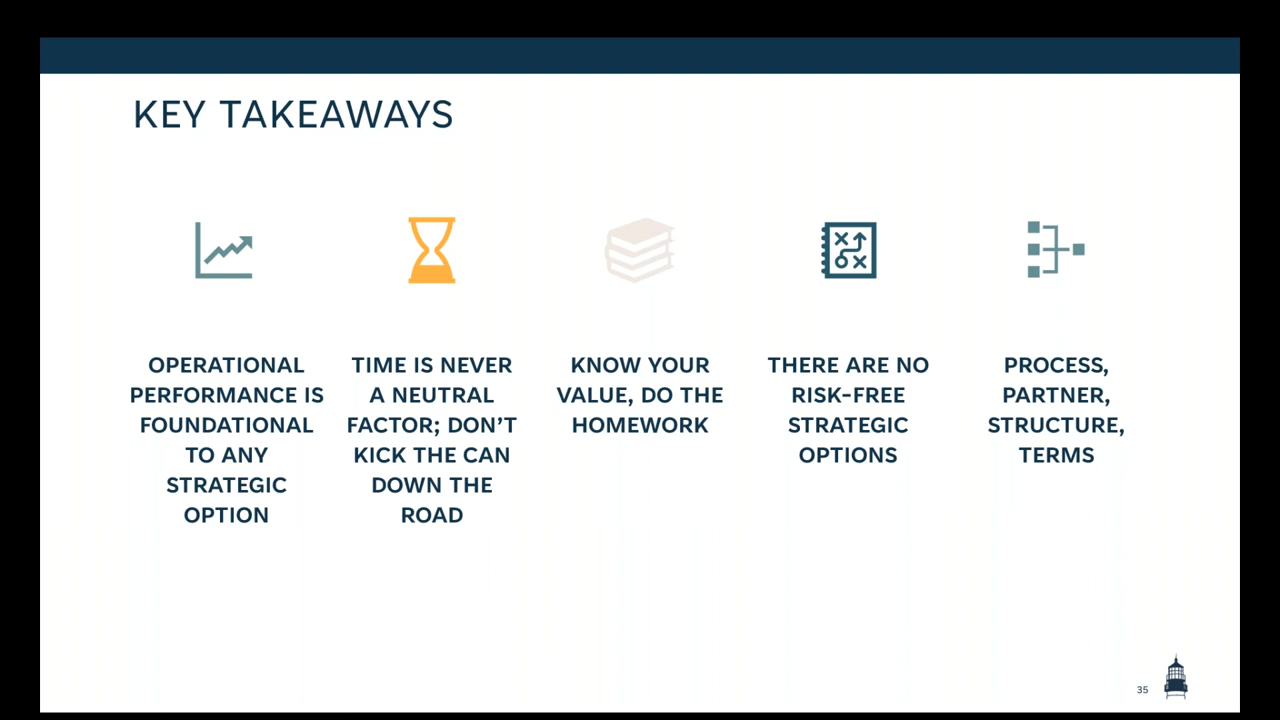 KEY TAKEAWAYS
OPERATIONAL
PERFORMANCE IS
FOUNDATIONAL
TO ANY
STRATEGIC
OPTION
TIME IS NEVER
A NEUTRAL
FACTOR; DON'T
KICK THE CAN
DOWN THE
ROAD
KNOW YOUR
VALUE, DO THE
HOMEWORK
THERE ARE NO
RISK-FREE
STRATEGIC
OPTIONS
PROCESS,
PARTNER,
STRUCTURE,
TERMS
35